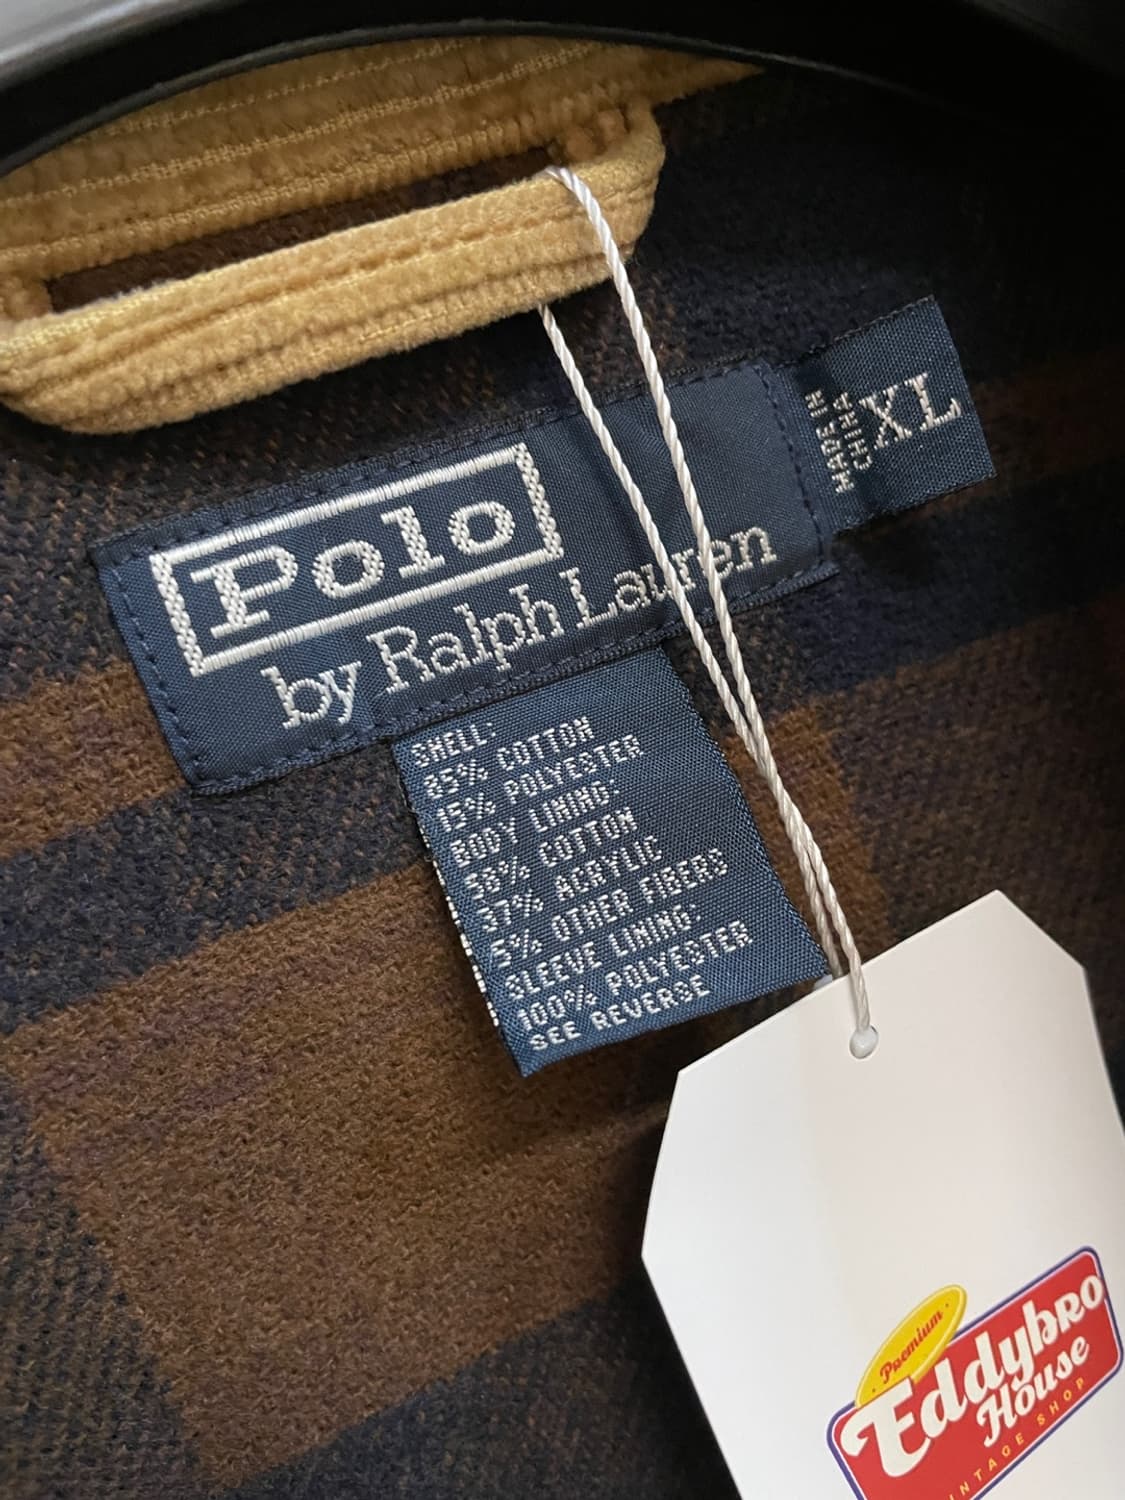 Polo
by Ralph Lauren
MADE IN
CHINA
XL
SHELL:
85% COTTON
15% POLYESTER
BODY LINING:
58% COTTON
37% ACRYLIC
5% OTHER FIBERS
SLEEVE LINING:
100% POLYESTER
SEE REVERSE
Premium
Eddybro
House
VINTAGE SHOP